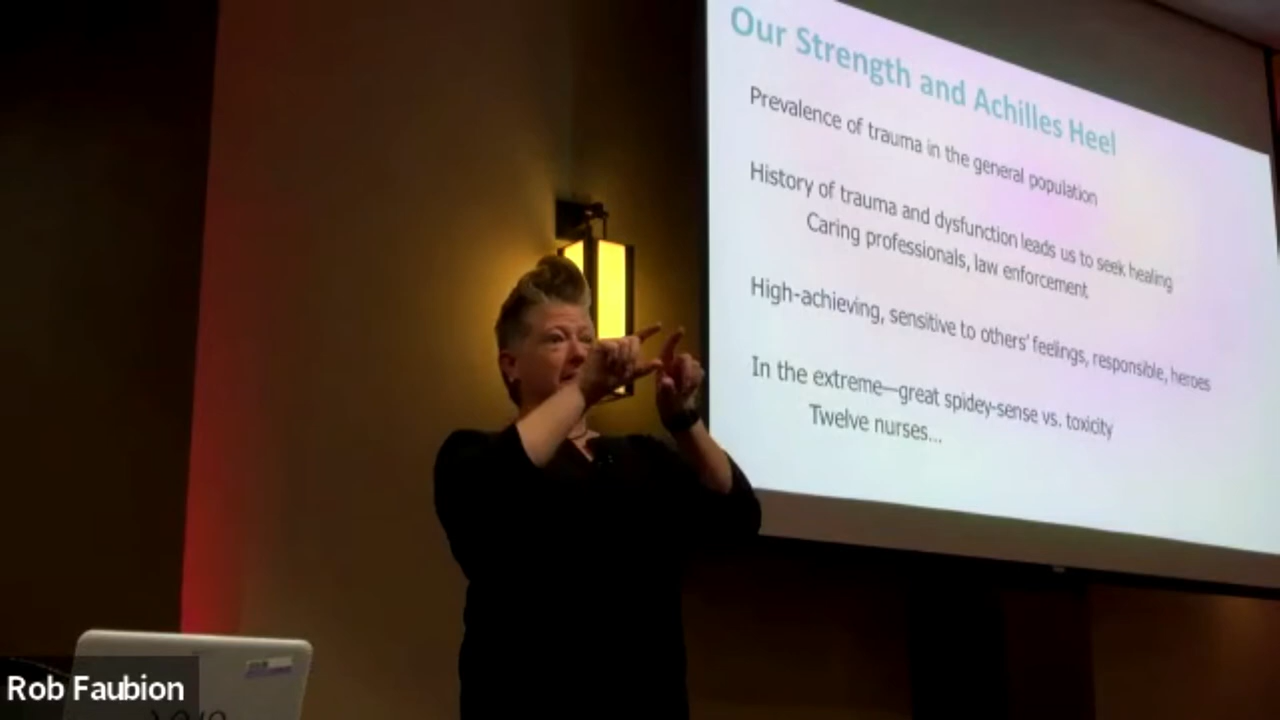 Our Strength and Achilles Heel
Prevalence of trauma in the general population
History of trauma and dysfunction leads us to seek healing
Caring professionals, law enforcement
High-achieving, sensitive to others' feelings, responsible, heroes
In the extreme—great spidey-sense vs. toxicity
Twelve nurses...
Rob Faubion